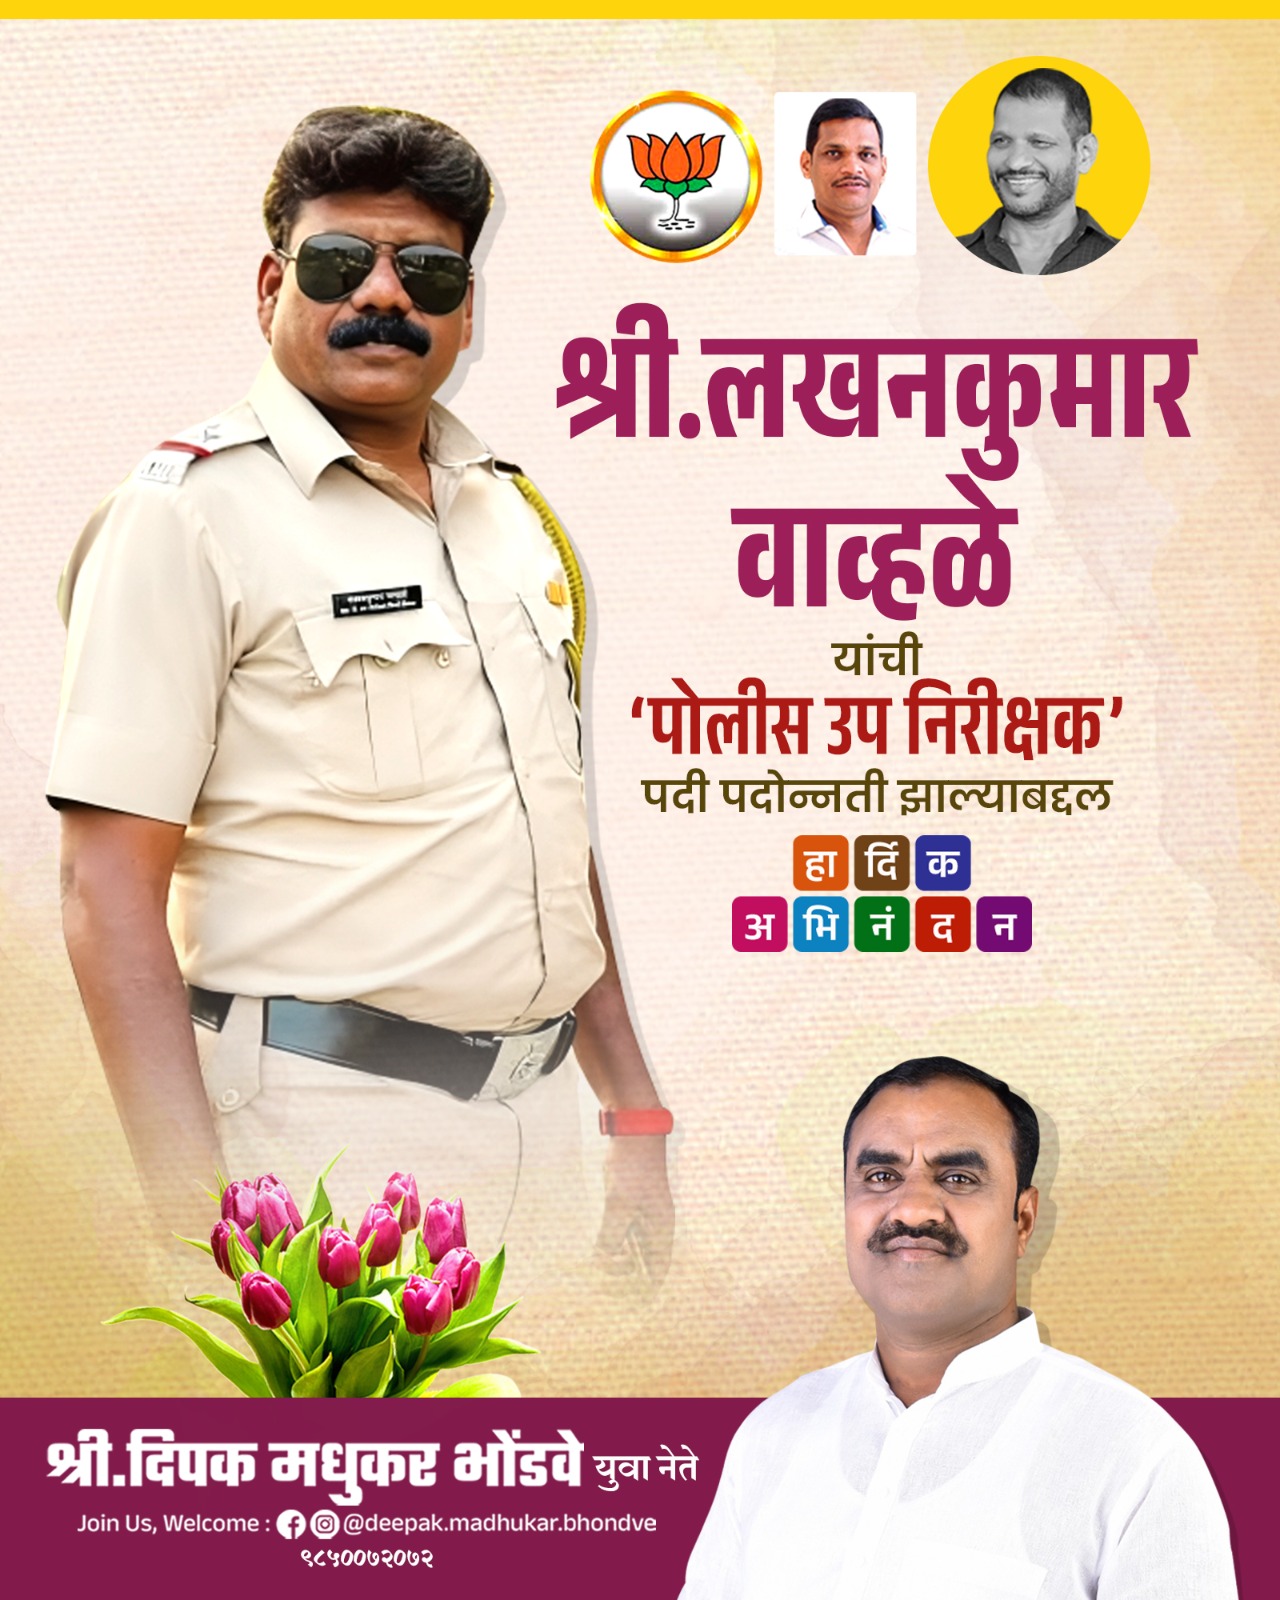 श्री.लखनकुमार
वाव्हळे
यांची
‘पोलीस उप निरीक्षक’
पदी पदोन्नती झाल्याबद्दल
हार्दिक
अभिनंदन
श्री.दिपक मधुकर भोंडवे युवा नेते
Join Us, Welcome : @deepak.madhukar.bhondve
९८५००७२०७२